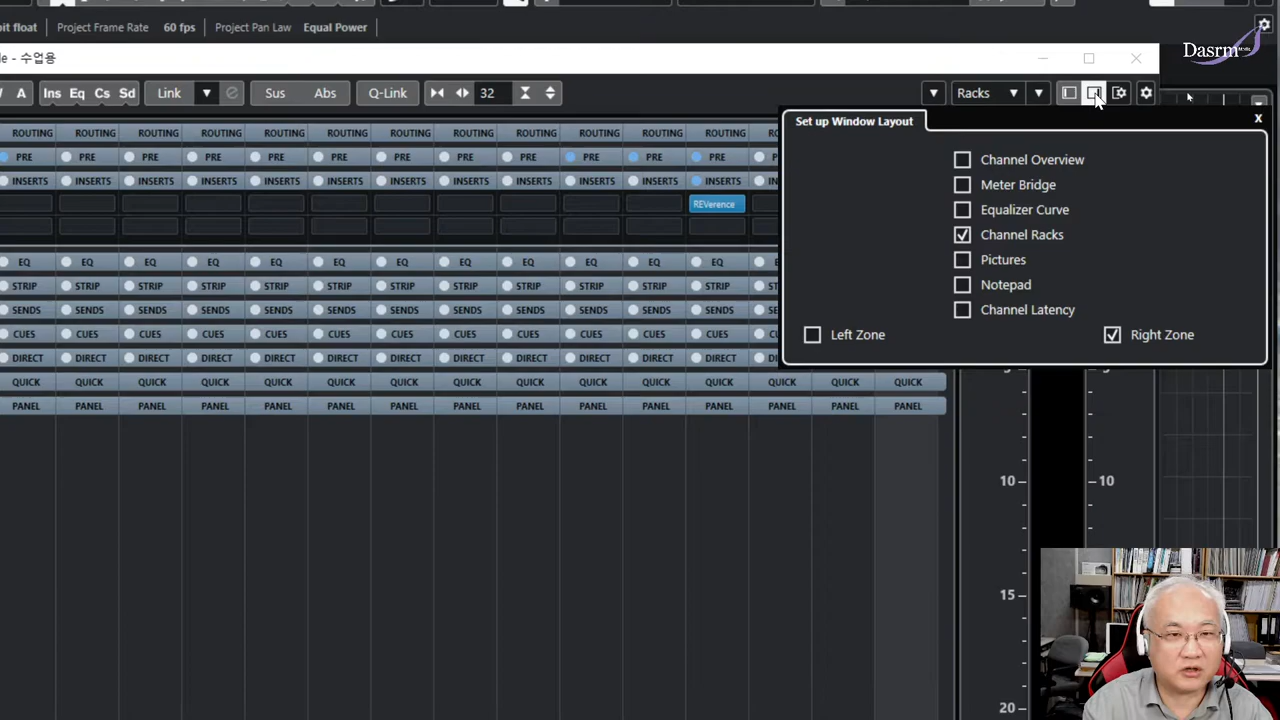 bit float Project Frame Rate 60 fps Project Pan Law Equal Power
Dasrm
le - 수업용
A Ins Eq Cs Sd Link Sus Abs Q-Link 32 Racks
Set up Window Layout x
Channel Overview
Meter Bridge
Equalizer Curve
Channel Racks
Pictures
Notepad
Channel Latency
Left Zone Right Zone
ROUTING ROUTING ROUTING ROUTING ROUTING ROUTING ROUTING ROUTING ROUTING ROUTING ROUTING ROUTING
PRE PRE PRE PRE PRE PRE PRE PRE PRE PRE PRE PRE
INSERTS INSERTS INSERTS INSERTS INSERTS INSERTS INSERTS INSERTS INSERTS INSERTS INSERTS INSERTS IN
REVerence
EQ EQ EQ EQ EQ EQ EQ EQ EQ EQ EQ EQ
STRIP STRIP STRIP STRIP STRIP STRIP STRIP STRIP STRIP STRIP STRIP STRIP S
SENDS SENDS SENDS SENDS SENDS SENDS SENDS SENDS SENDS SENDS SENDS SENDS SE
CUES CUES CUES CUES CUES CUES CUES CUES CUES CUES CUES CUES C
DIRECT DIRECT DIRECT DIRECT DIRECT DIRECT DIRECT DIRECT DIRECT DIRECT DIRECT DIRECT DI
QUICK QUICK QUICK QUICK QUICK QUICK QUICK QUICK QUICK QUICK QUICK QUICK QUICK QUICK QUICK
PANEL PANEL PANEL PANEL PANEL PANEL PANEL PANEL PANEL PANEL PANEL PANEL PANEL PANEL PANEL
10 10
15
20